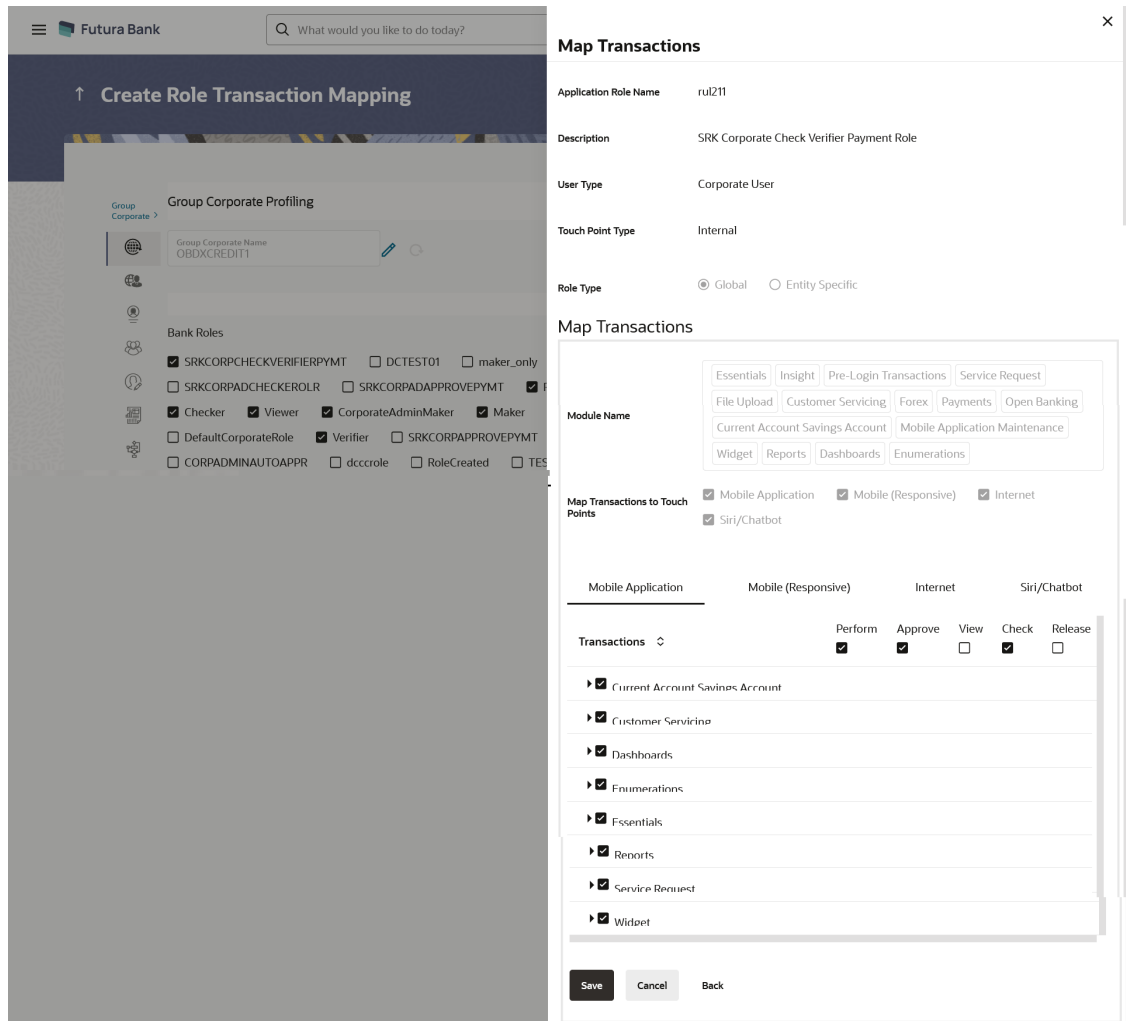 Futura Bank
What would you like to do today?
Create Role Transaction Mapping
Group
Corporate >
Group Corporate Profiling
Group Corporate Name
OBDXCREDIT1
Bank Roles
SRKCORPCHECKVERIFIERPYMT DCTEST01 maker_only
SRKCORPADCHECKEROLR SRKCORPADAPPROVEPYMT
Checker Viewer CorporateAdminMaker Maker
DefaultCorporateRole Verifier SRKCORPAPPROVEPYMT
CORPADMINAUTOAPPR dcccrole RoleCreated
Map Transactions
Application Role Name rul211
Description SRK Corporate Check Verifier Payment Role
User Type Corporate User
Touch Point Type Internal
Role Type Global Entity Specific
Map Transactions
Module Name
Essentials Insight Pre-Login Transactions Service Request
File Upload Customer Servicing Forex Payments Open Banking
Current Account Savings Account Mobile Application Maintenance
Widget Reports Dashboards Enumerations
Map Transactions to Touch
Points
Mobile Application Mobile (Responsive) Internet
Siri/Chatbot
Mobile Application Mobile (Responsive) Internet Siri/Chatbot
Transactions Perform Approve View Check Release
Current Account Savings Account
Customer Servicing
Dashboards
Enumerations
Essentials
Reports
Service Request
Widget
Save Cancel Back